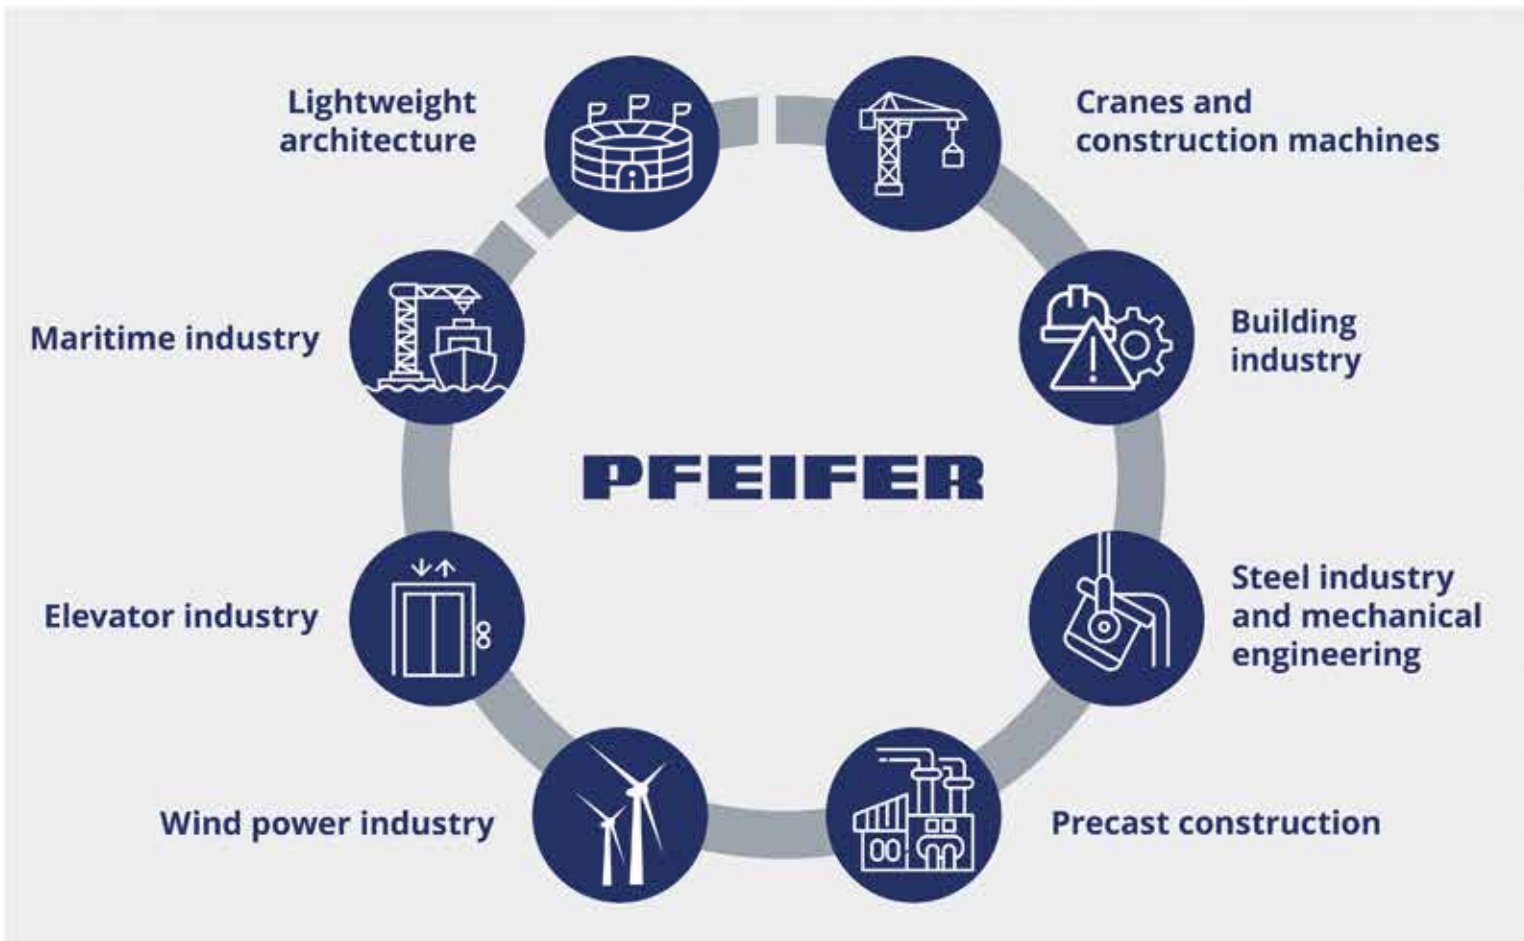 Lightweight
architecture
Cranes and
construction machines
Maritime industry
Building
industry
PFEIFER
Elevator industry
Steel industry
and mechanical
engineering
Wind power industry
Precast construction